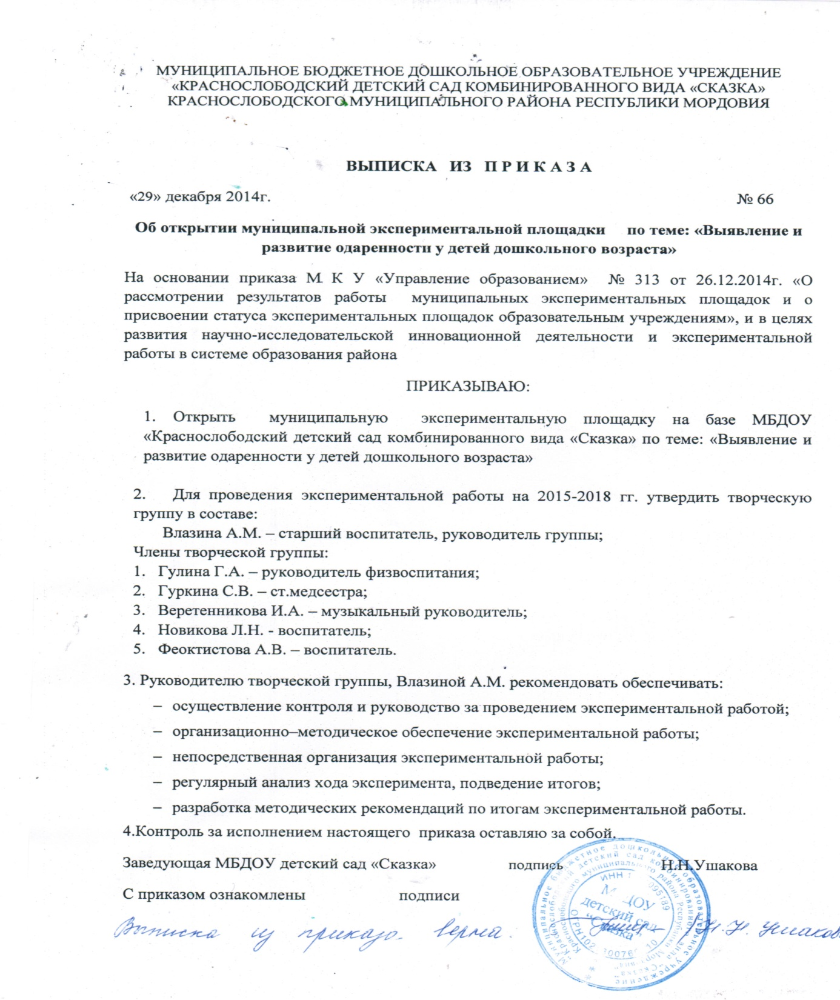 МУНИЦИПАЛЬНОЕ БЮДЖЕТНОЕ ДОШКОЛЬНОЕ ОБРАЗОВАТЕЛЬНОЕ УЧРЕЖДЕНИЕ
«КРАСНОСЛОБОДСКИЙ ДЕТСКИЙ САД КОМБИНИРОВАННОГО ВИДА «СКАЗКА»
КРАСНОСЛОБОДСКОГО МУНИЦИПАЛЬНОГО РАЙОНА РЕСПУБЛИКИ МОРДОВИЯ
ВЫПИСКА ИЗ П Р И К А З А
«29» декабря 2014г. № 66
Об открытии муниципальной экспериментальной площадки по теме: «Выявление и
развитие одаренности у детей дошкольного возраста»
На основании приказа М К У «Управление образованием» № 313 от 26.12.2014г. «О
рассмотрении результатов работы муниципальных экспериментальных площадок и о
присвоении статуса экспериментальных площадок образовательным учреждениям», и в целях
развития научно-исследовательской инновационной деятельности и экспериментальной
работы в системе образования района
ПРИКАЗЫВАЮ:
1. Открыть муниципальную экспериментальную площадку на базе МБДОУ
«Краснослободский детский сад комбинированного вида «Сказка» по теме: «Выявление и
развитие одаренности у детей дошкольного возраста»
2. Для проведения экспериментальной работы на 2015-2018 гг. утвердить творческую
группу в составе:
Влазина А.М. – старший воспитатель, руководитель группы;
Члены творческой группы:
1. Гулина Г.А. – руководитель физвоспитания;
2. Гуркина С.В. – ст.медсестра;
3. Веретенникова И.А. – музыкальный руководитель;
4. Новикова Л.Н. - воспитатель;
5. Феоктистова А.В. – воспитатель.
3. Руководителю творческой группы, Влазиной А.М. рекомендовать обеспечивать:
– осуществление контроля и руководство за проведением экспериментальной работой;
– организационно–методическое обеспечение экспериментальной работы;
– непосредственная организация экспериментальной работы;
– регулярный анализ хода эксперимента, подведение итогов;
– разработка методических рекомендаций по итогам экспериментальной работы.
4.Контроль за исполнением настоящего приказа оставляю за собой.
Заведующая МБДОУ детский сад «Сказка» подпись Н.Н.Ушакова
С приказом ознакомлены подписи
Выписка из приказа верна.
детский сад